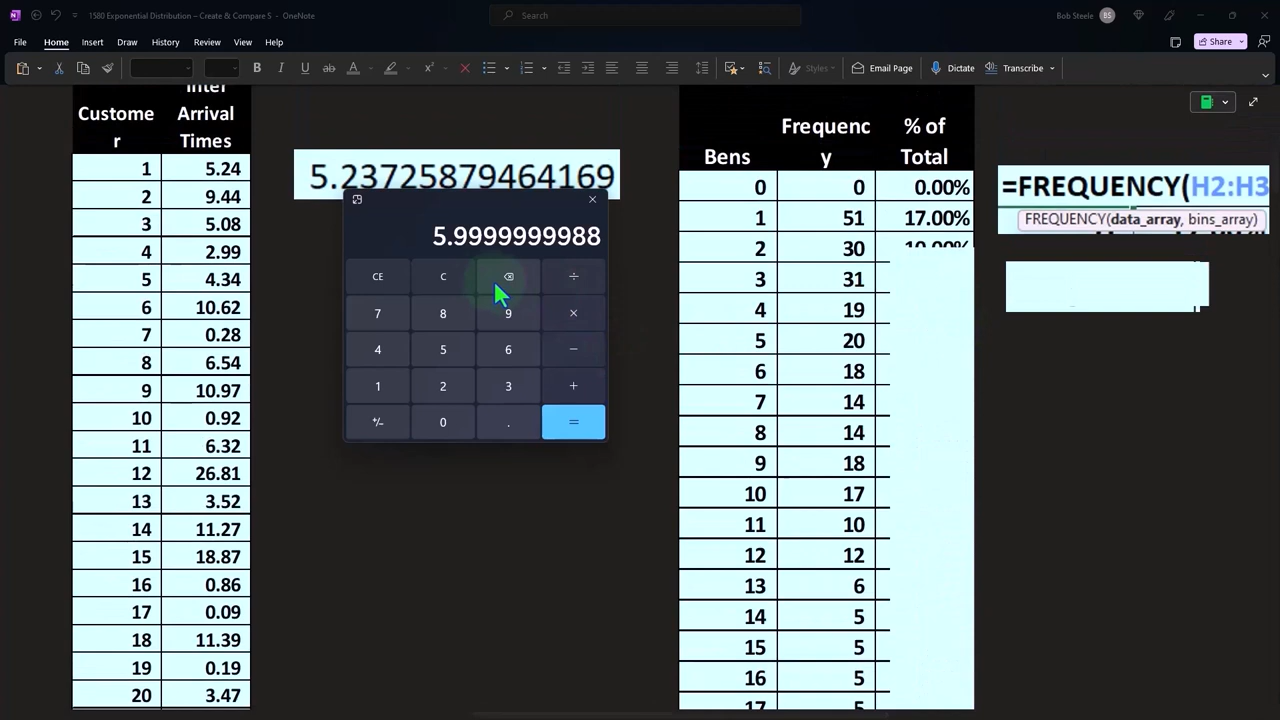 1580 Exponential Distribution – Create & Compare S - OneNote
Search
Bob Steele BS
File Home Insert Draw History Review View Help
Share
B I U ab A x
Styles
Email Page
Dictate
Transcribe
Inter
Custome Arrival
r Times
1 5.24
2 9.44
3 5.08
4 2.99
5 4.34
6 10.62
7 0.28
8 6.54
9 10.97
10 0.92
11 6.32
12 26.81
13 3.52
14 11.27
15 18.87
16 0.86
17 0.09
18 11.39
19 0.19
20 3.47
5.23725879464169
5.9999999988
CE C ÷
7 8 9 ×
4 5 6 −
1 2 3 +
+/− 0 . =
Frequenc % of
Bens y Total
0 0 0.00%
1 51 17.00%
2 30 10.00%
3 31
4 19
5 20
6 18
7 14
8 14
9 18
10 17
11 10
12 12
13 6
14 5
15 5
16 5
17 5
=FREQUENCY(H2:H3
FREQUENCY(data_array, bins_array)